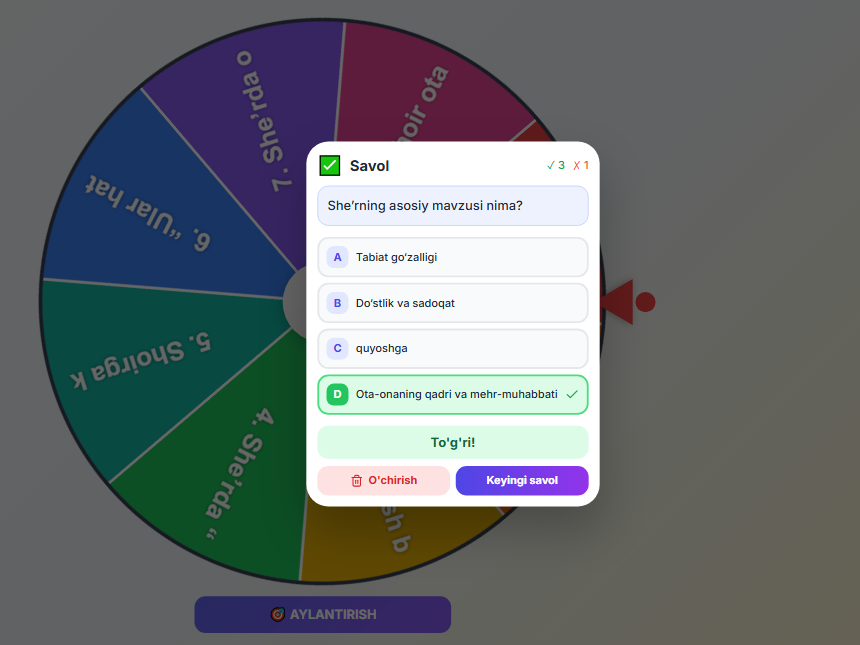 7. She’rda o
noir ota
6. “Ular hat
5. Shoirga k
4. She’rda “
sh q
Savol
✓ 3 ✗ 1
She’rning asosiy mavzusi nima?
A Tabiat go‘zalligi
B Do‘stlik va sadoqat
C quyoshga
D Ota-onaning qadri va mehr-muhabbati ✓
To'g'ri!
O'chirish
Keyingi savol
AYLANTIRISH